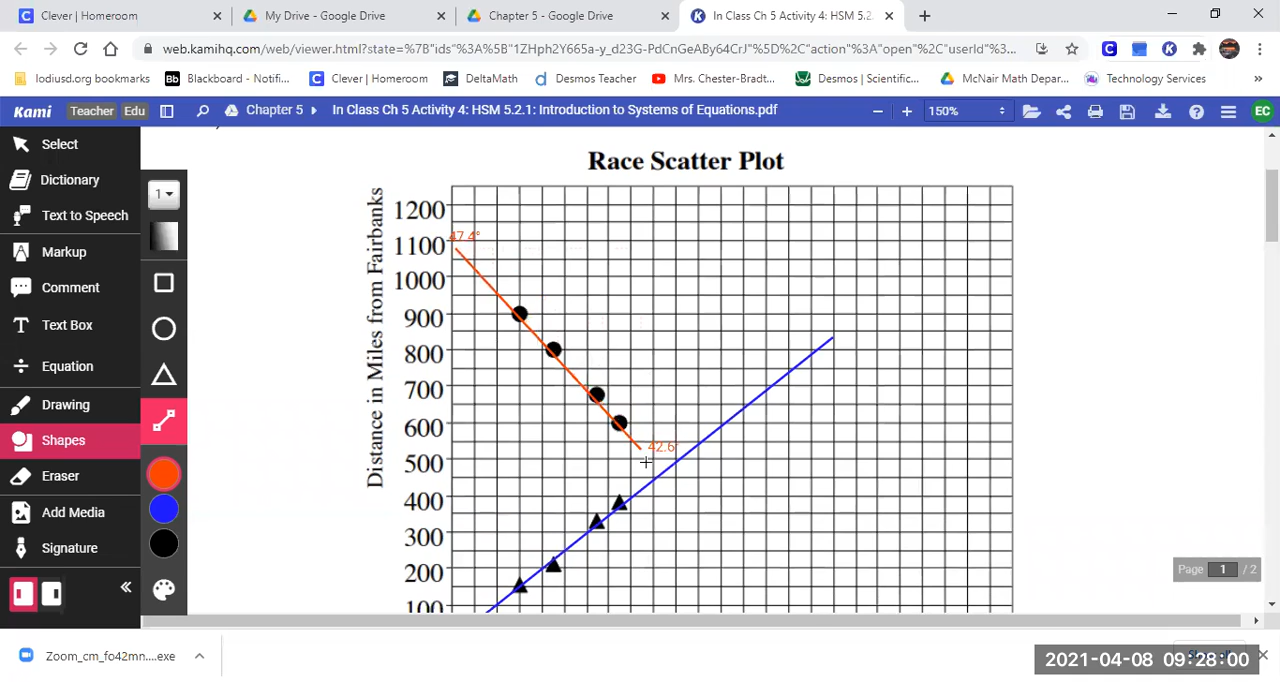 Clever | Homeroom
My Drive - Google Drive
Chapter 5 - Google Drive
In Class Ch 5 Activity 4: HSM 5.2.
web.kamihq.com/web/viewer.html?state=%7B"ids"%3A%5B"1ZHph2Y665a-y_d23G-PdCnGeABy64CrJ"%5D%2C"action"%3A"open"%2C"userId"%3...
lodiusd.org bookmarks
Blackboard - Notifi...
Clever | Homeroom
DeltaMath
Desmos Teacher
Mrs. Chester-Bradt...
Desmos | Scientific...
McNair Math Depar...
Technology Services
»
Kami Teacher Edu
Chapter 5
In Class Ch 5 Activity 4: HSM 5.2.1: Introduction to Systems of Equations.pdf
150%
EC
Select
Dictionary
Text to Speech
Markup
Comment
Text Box
Equation
Drawing
Shapes
Eraser
Add Media
Signature
1
Race Scatter Plot
Distance in Miles from Fairbanks
1200
1100
1000
900
800
700
600
500
400
300
200
100
47.4°
42.6°
Page 1 / 2
Zoom_cm_fo42mn....exe
2021-04-08 09:28:00